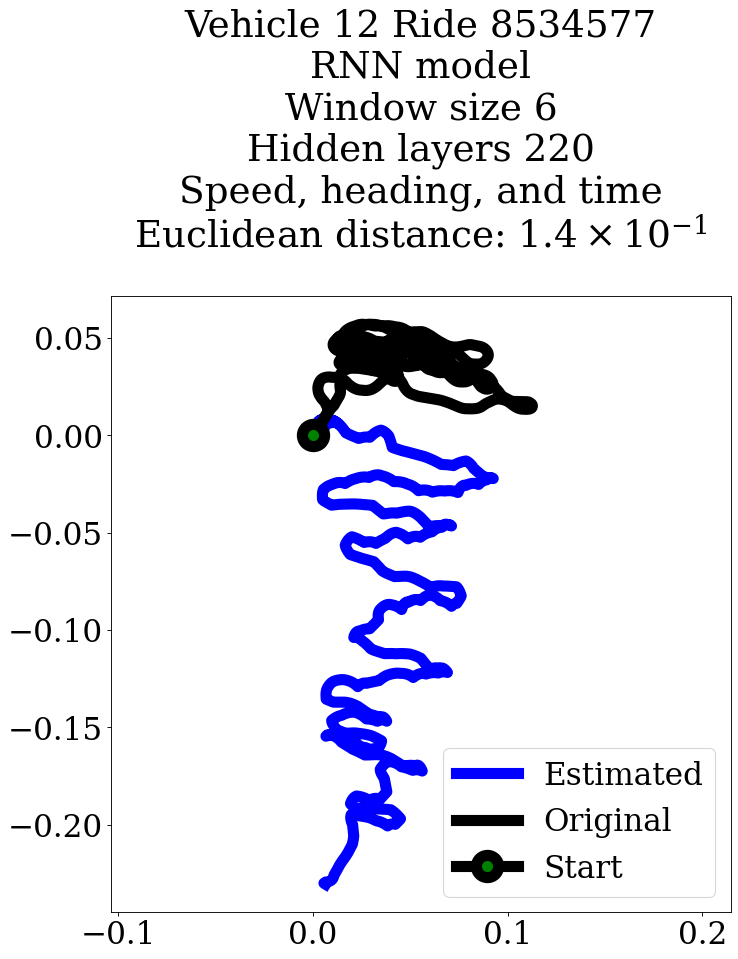 Vehicle 12 Ride 8534577
RNN model
Window size 6
Hidden layers 220
Speed, heading, and time
Euclidean distance: 1.4 × 10⁻¹
0.05
0.00
−0.05
−0.10
−0.15
−0.20
Estimated
Original
Start
−0.1
0.0
0.1
0.2